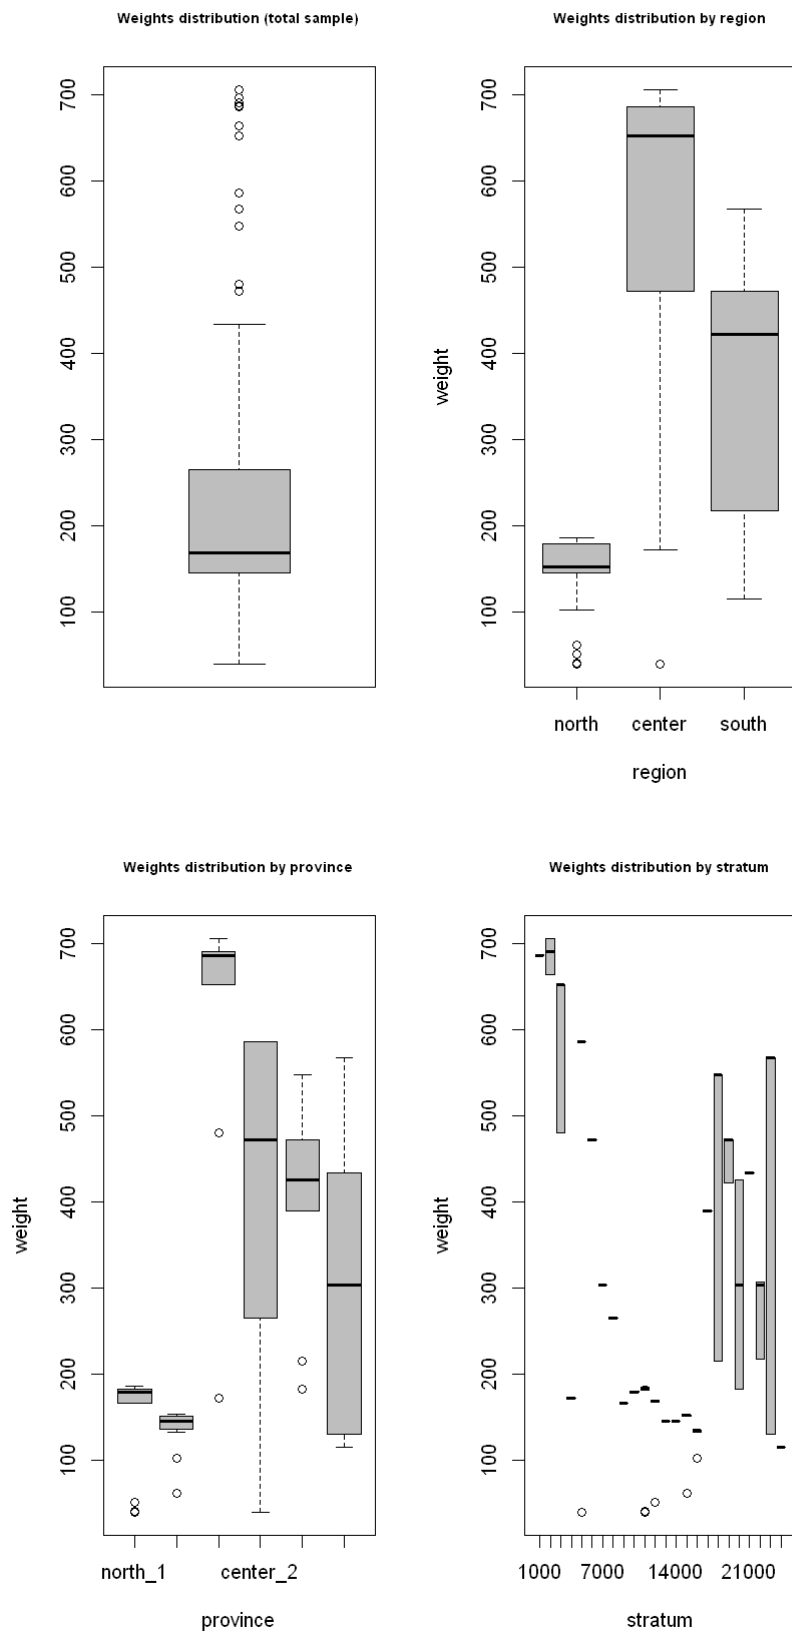 Weights distribution (total sample)
100 200 300 400 500 600 700
Weights distribution by region
weight
100 200 300 400 500 600 700
north center south
region
Weights distribution by province
weight
100 200 300 400 500 600 700
north_1 center_2
province
Weights distribution by stratum
weight
100 200 300 400 500 600 700
1000 7000 14000 21000
stratum